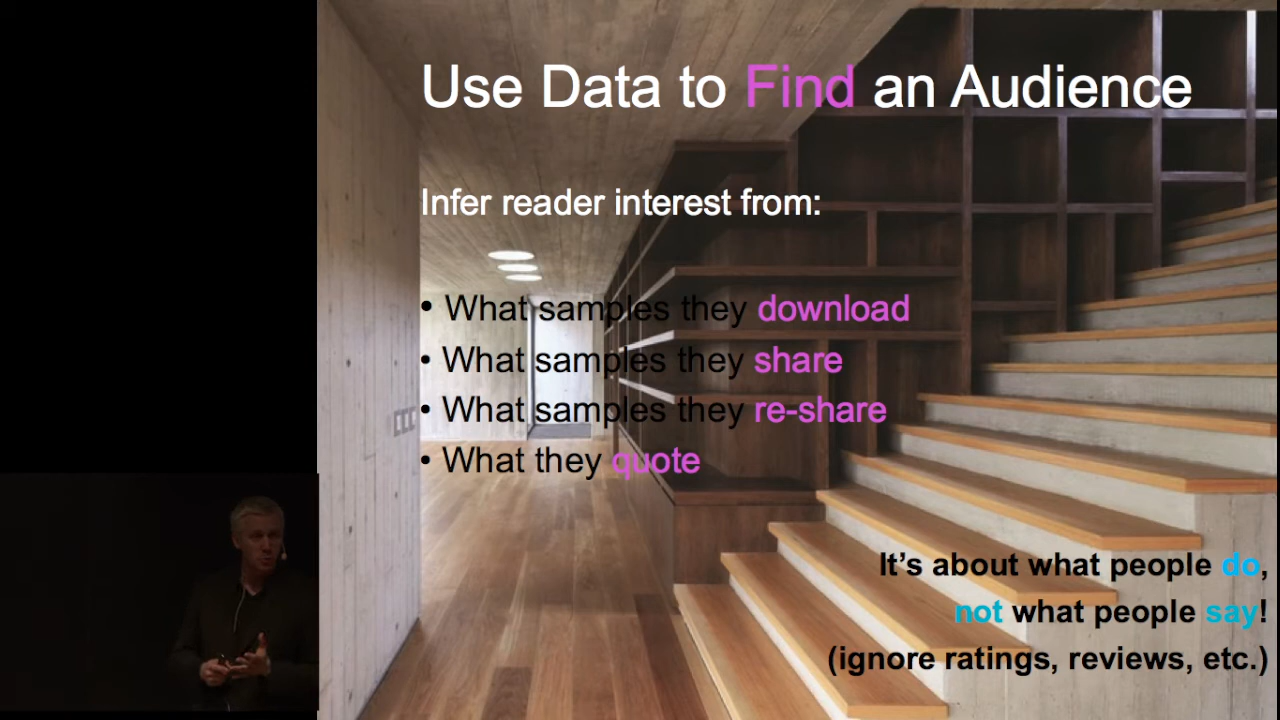 Use Data to Find an Audience
Infer reader interest from:
• What samples they download
• What samples they share
• What samples they re-share
• What they quote
It’s about what people do,
not what people say!
(ignore ratings, reviews, etc.)